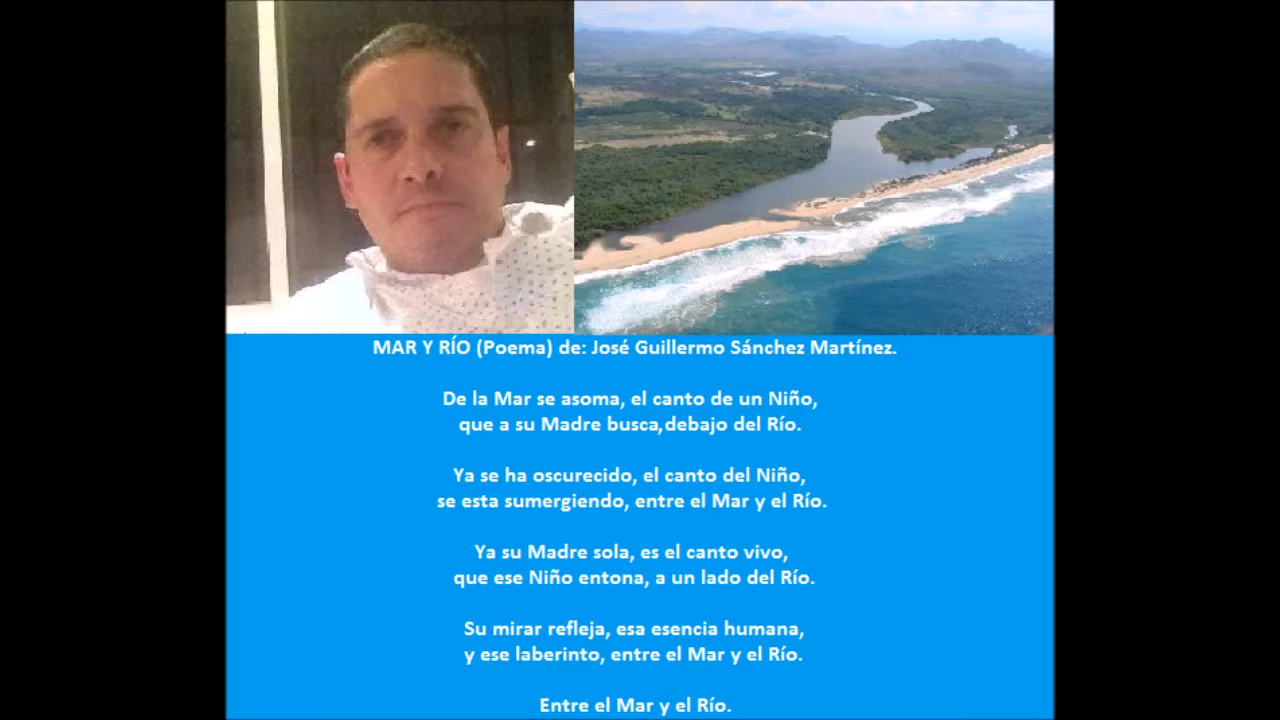 MAR Y RÍO (Poema) de: José Guillermo Sánchez Martínez.
De la Mar se asoma, el canto de un Niño,
que a su Madre busca,debajo del Río.
Ya se ha oscurecido, el canto del Niño,
se esta sumergiendo, entre el Mar y el Río.
Ya su Madre sola, es el canto vivo,
que ese Niño entona, a un lado del Río.
Su mirar refleja, esa esencia humana,
y ese laberinto, entre el Mar y el Río.
Entre el Mar y el Río.